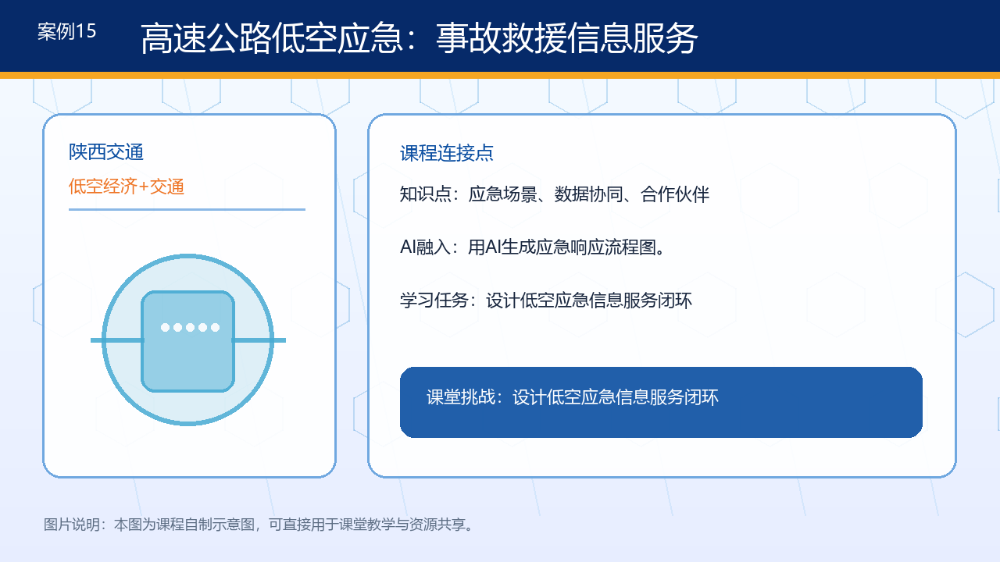 案例15
高速公路低空应急：事故救援信息服务
陕西交通
低空经济+交通
课程连接点
知识点：应急场景、数据协同、合作伙伴
AI融入：用AI生成应急响应流程图。
学习任务：设计低空应急信息服务闭环
课堂挑战：设计低空应急信息服务闭环
图片说明：本图为课程自制示意图，可直接用于课堂教学与资源共享。